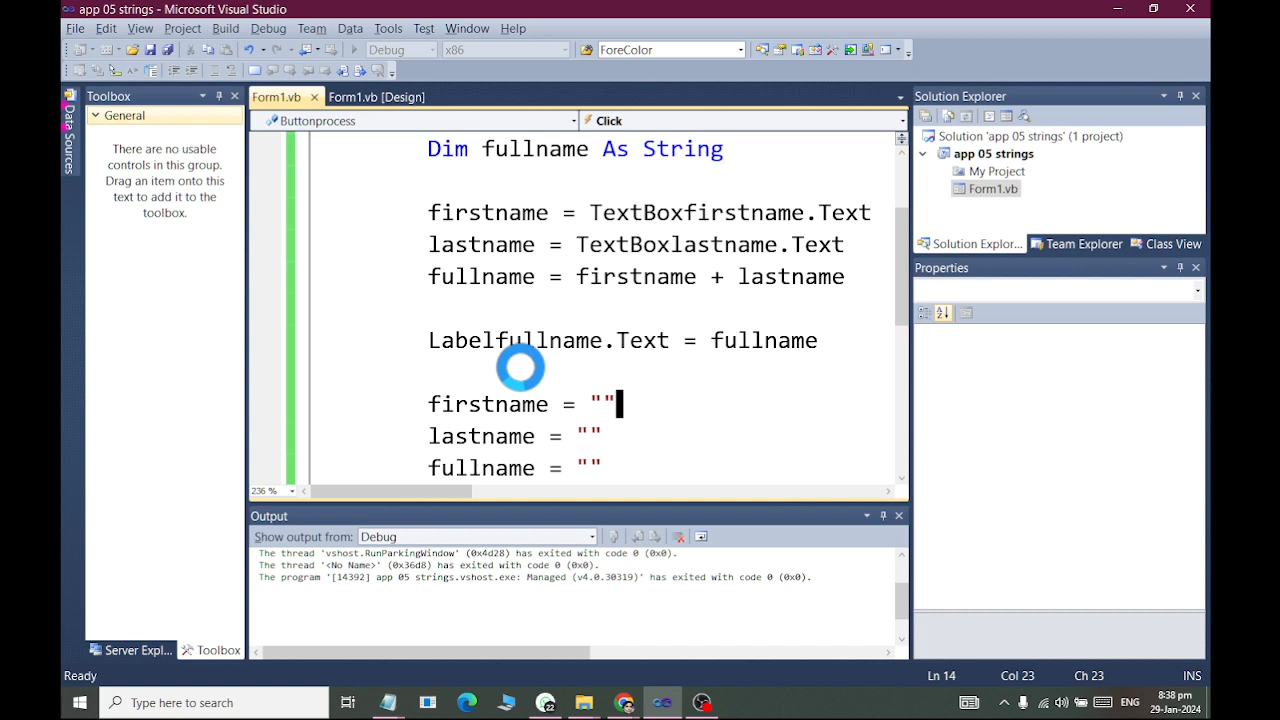 app 05 strings - Microsoft Visual Studio
File Edit View Project Build Debug Team Data Tools Test Window Help
Debug x86 ForeColor
Data Sources
Toolbox
General
There are no usable
controls in this group.
Drag an item onto this
text to add it to the
toolbox.
Server Expl... Toolbox
Form1.vb Form1.vb [Design]
Buttonprocess Click
Dim fullname As String
firstname = TextBoxfirstname.Text
lastname = TextBoxlastname.Text
fullname = firstname + lastname
Labelfullname.Text = fullname
firstname = ""
lastname = ""
fullname = ""
236 %
Output
Show output from: Debug
The thread 'vshost.RunParkingWindow' (0x4d28) has exited with code 0 (0x0).
The thread '<No Name>' (0x36d8) has exited with code 0 (0x0).
The program '[14392] app 05 strings.vshost.exe: Managed (v4.0.30319)' has exited with code 0 (0x0).
Solution Explorer
Solution 'app 05 strings' (1 project)
app 05 strings
My Project
Form1.vb
Solution Explor... Team Explorer Class View
Properties
Ready Ln 14 Col 23 Ch 23 INS
Type here to search
ENG
8:38 pm
29-Jan-2024